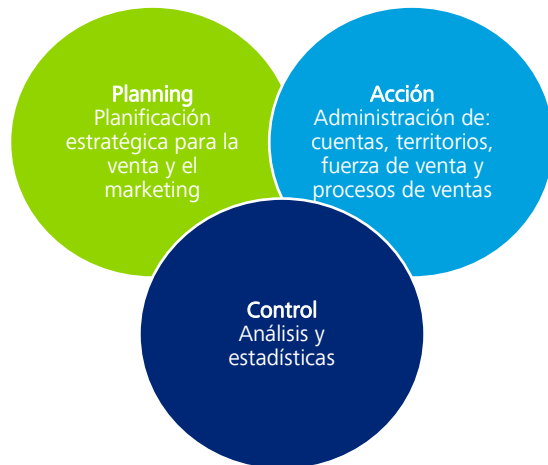 Planning
Planificación
estratégica para la
venta y el
marketing
Acción
Administración de:
cuentas, territorios,
fuerza de venta y
procesos de ventas
Control
Análisis y
estadísticas